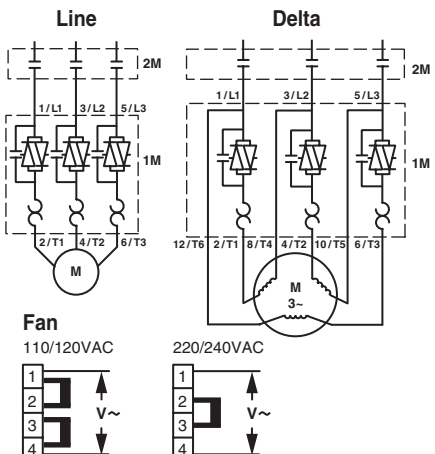 Line Delta
2M 2M
1/L1 3/L2 5/L3 1/L1 3/L2 5/L3
1M 1M
2/T1 4/T2 6/T3 12/T6 2/T1 8/T4 4/T2 10/T5 6/T3
M M
3~
Fan
110/120VAC 220/240VAC
1 1
2 2
V~ V~
3 3
4 4